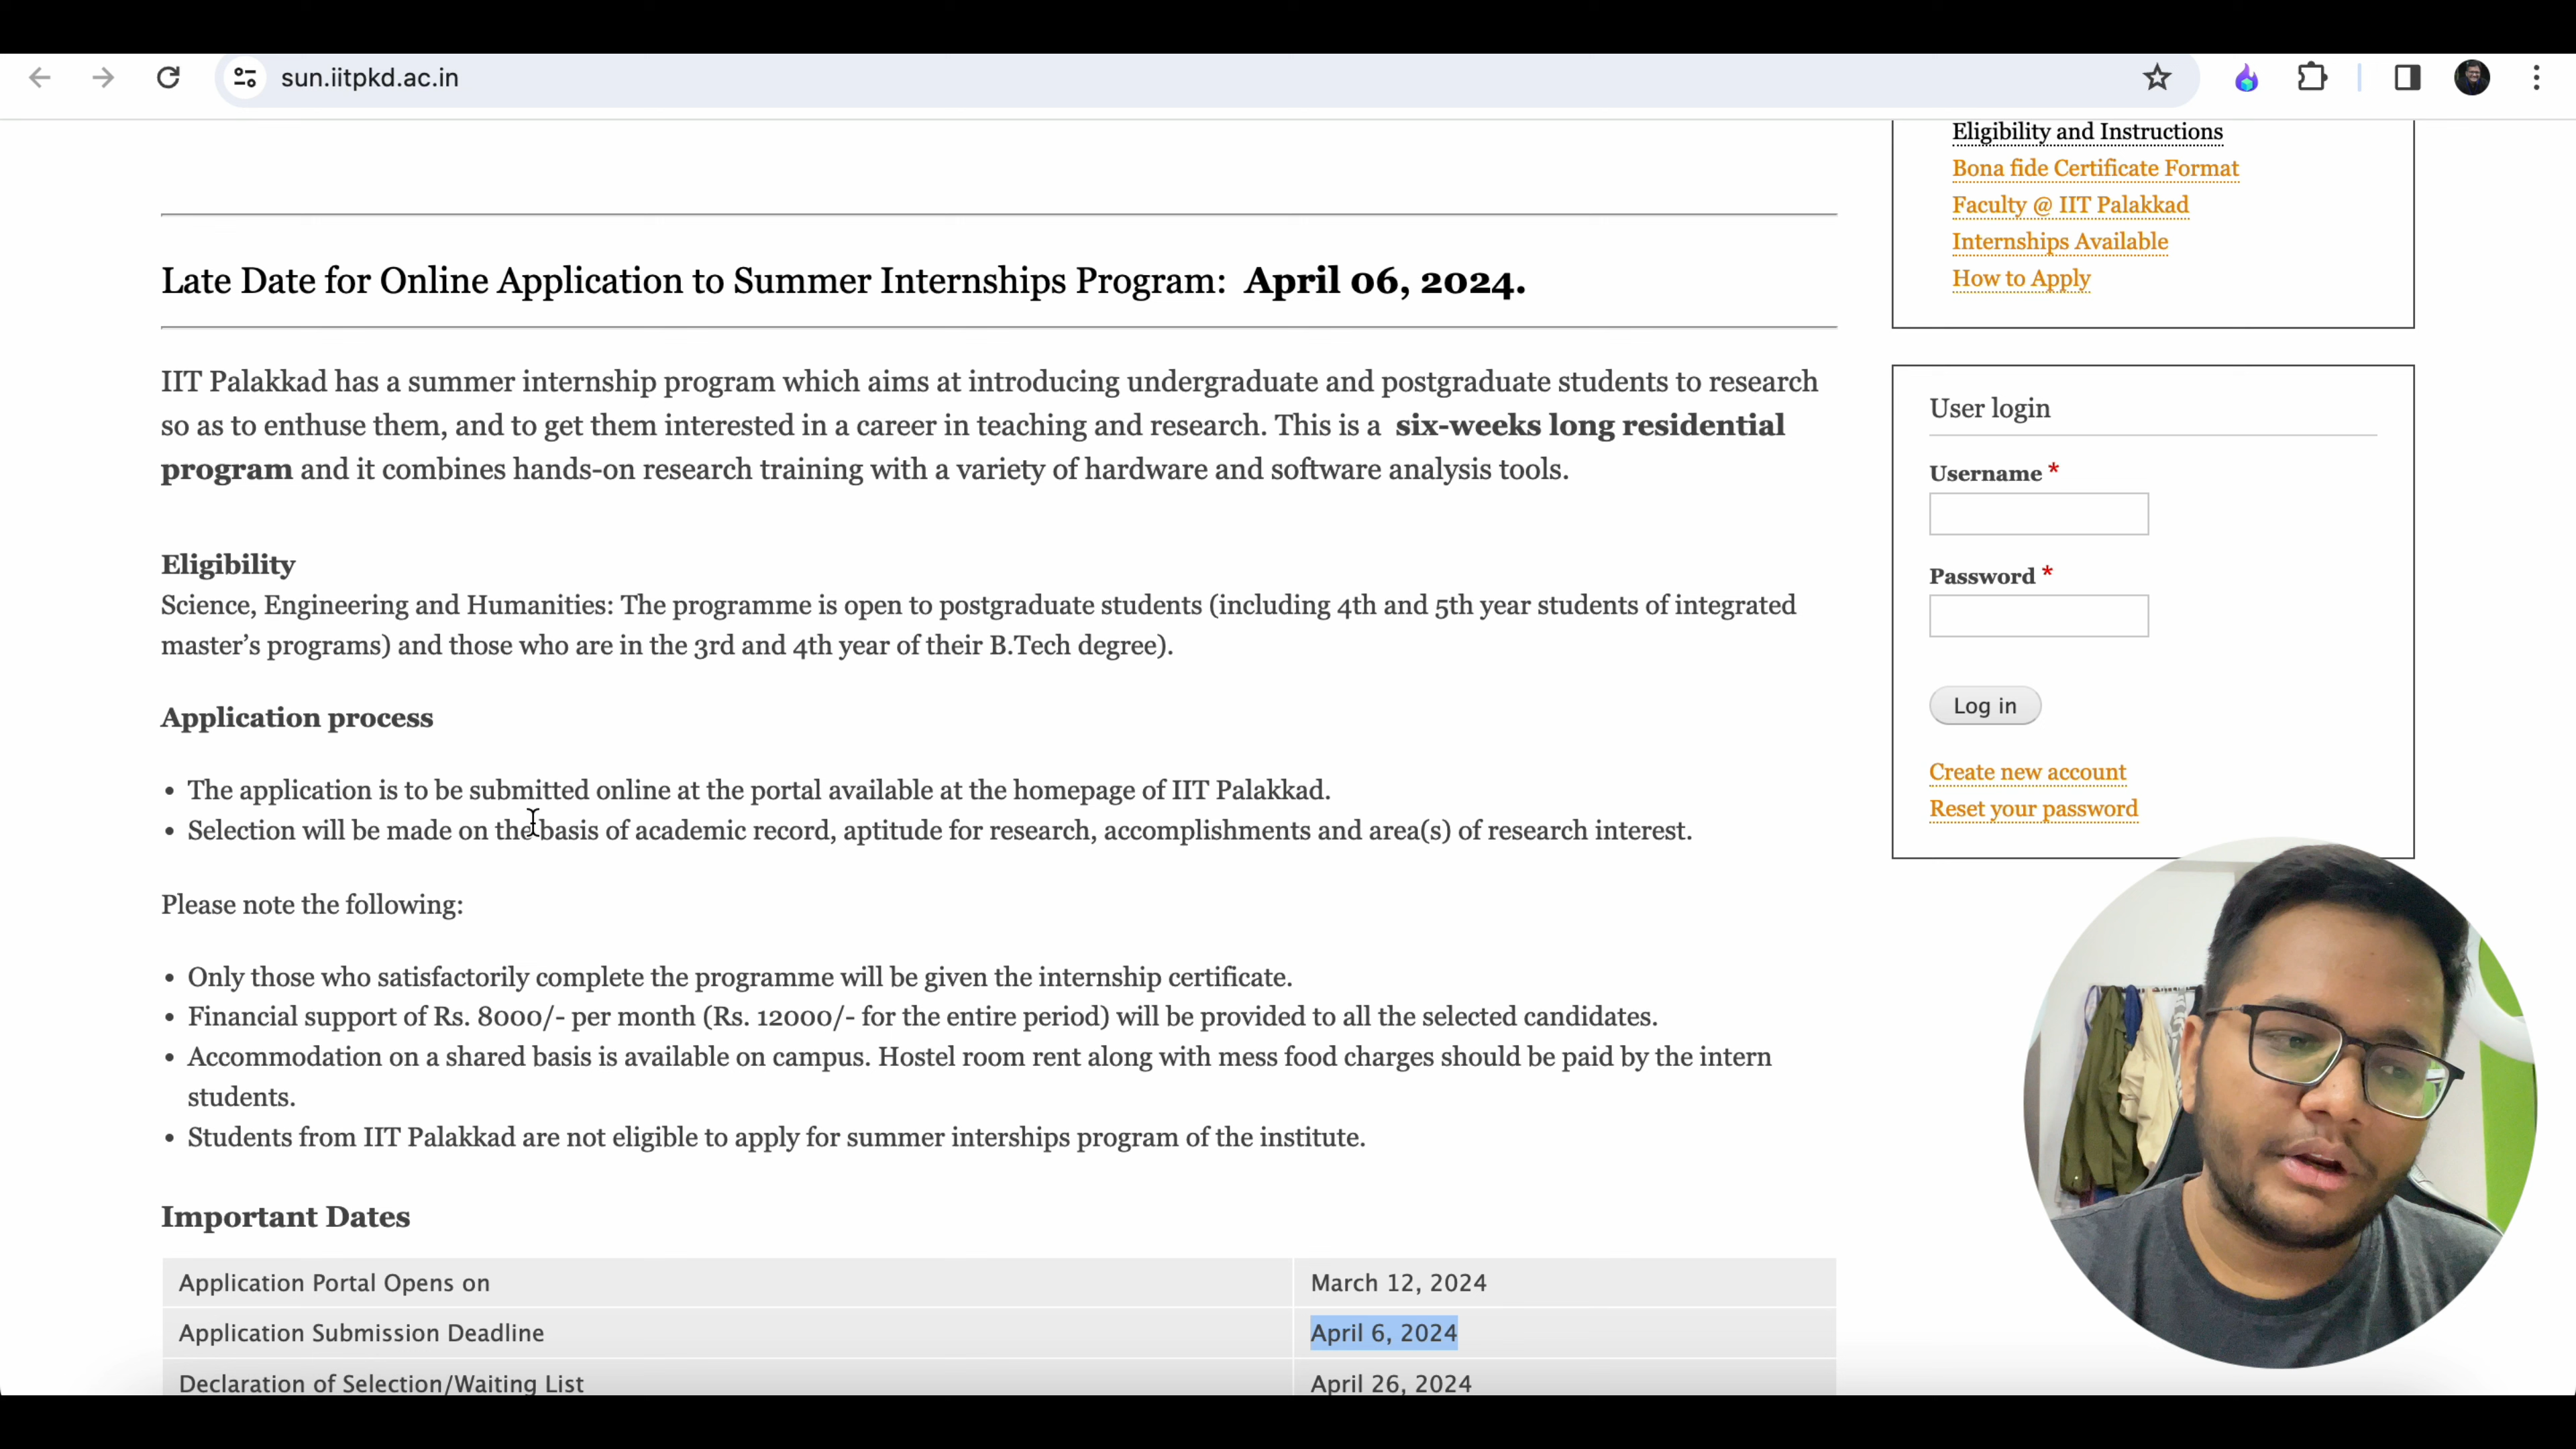 sun.iitpkd.ac.in
Eligibility and Instructions
Bona fide Certificate Format
Faculty @ IIT Palakkad
Internships Available
How to Apply
Late Date for Online Application to Summer Internships Program: April 06, 2024.
IIT Palakkad has a summer internship program which aims at introducing undergraduate and postgraduate students to research
so as to enthuse them, and to get them interested in a career in teaching and research. This is a six-weeks long residential
program and it combines hands-on research training with a variety of hardware and software analysis tools.
Eligibility
Science, Engineering and Humanities: The programme is open to postgraduate students (including 4th and 5th year students of integrated
master's programs) and those who are in the 3rd and 4th year of their B.Tech degree).
Application process
• The application is to be submitted online at the portal available at the homepage of IIT Palakkad.
• Selection will be made on the basis of academic record, aptitude for research, accomplishments and area(s) of research interest.
Please note the following:
• Only those who satisfactorily complete the programme will be given the internship certificate.
• Financial support of Rs. 8000/- per month (Rs. 12000/- for the entire period) will be provided to all the selected candidates.
• Accommodation on a shared basis is available on campus. Hostel room rent along with mess food charges should be paid by the intern
students.
• Students from IIT Palakkad are not eligible to apply for summer interships program of the institute.
Important Dates
Application Portal Opens on March 12, 2024
Application Submission Deadline April 6, 2024
Declaration of Selection/Waiting List April 26, 2024
User login
Username *
Password *
Log in
Create new account
Reset your password